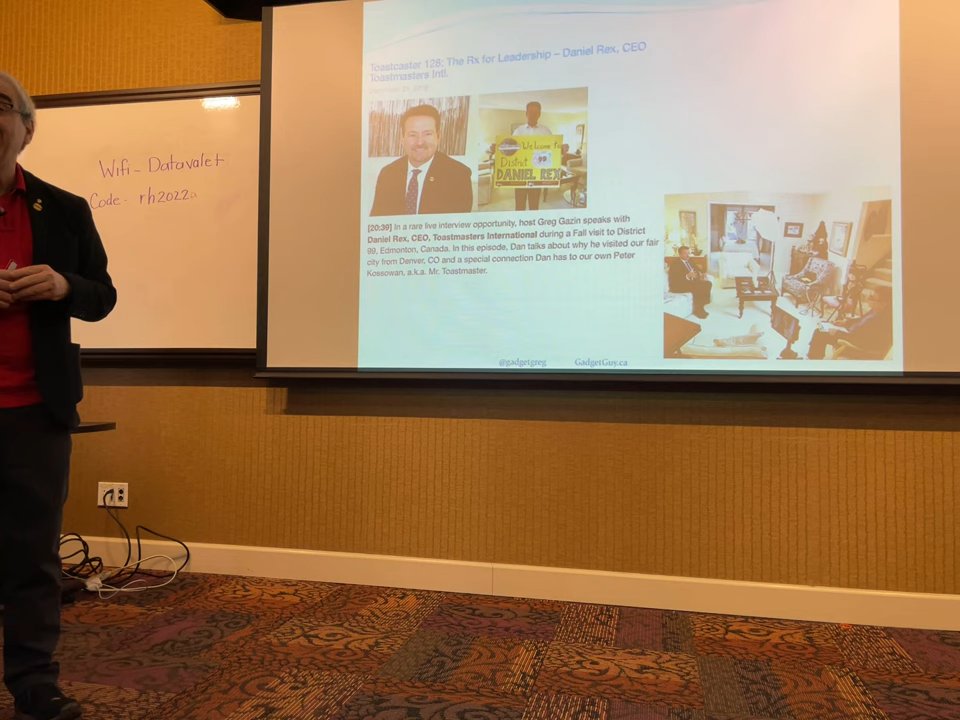 Wifi - Datavalet
Code - rh2022a
Toastcaster 128: The Rx for Leadership – Daniel Rex, CEO
Toastmasters Intl.
Welcome to
District 99
DANIEL REX
[20:39] In a rare live interview opportunity, host Greg Gazin speaks with
Daniel Rex, CEO, Toastmasters International during a Fall visit to District
99, Edmonton, Canada. In this episode, Dan talks about why he visited our fair
city from Denver, CO and a special connection Dan has to our own Peter
Kossowan, a.k.a. Mr. Toastmaster.
@gadgetgreg GadgetGuy.ca